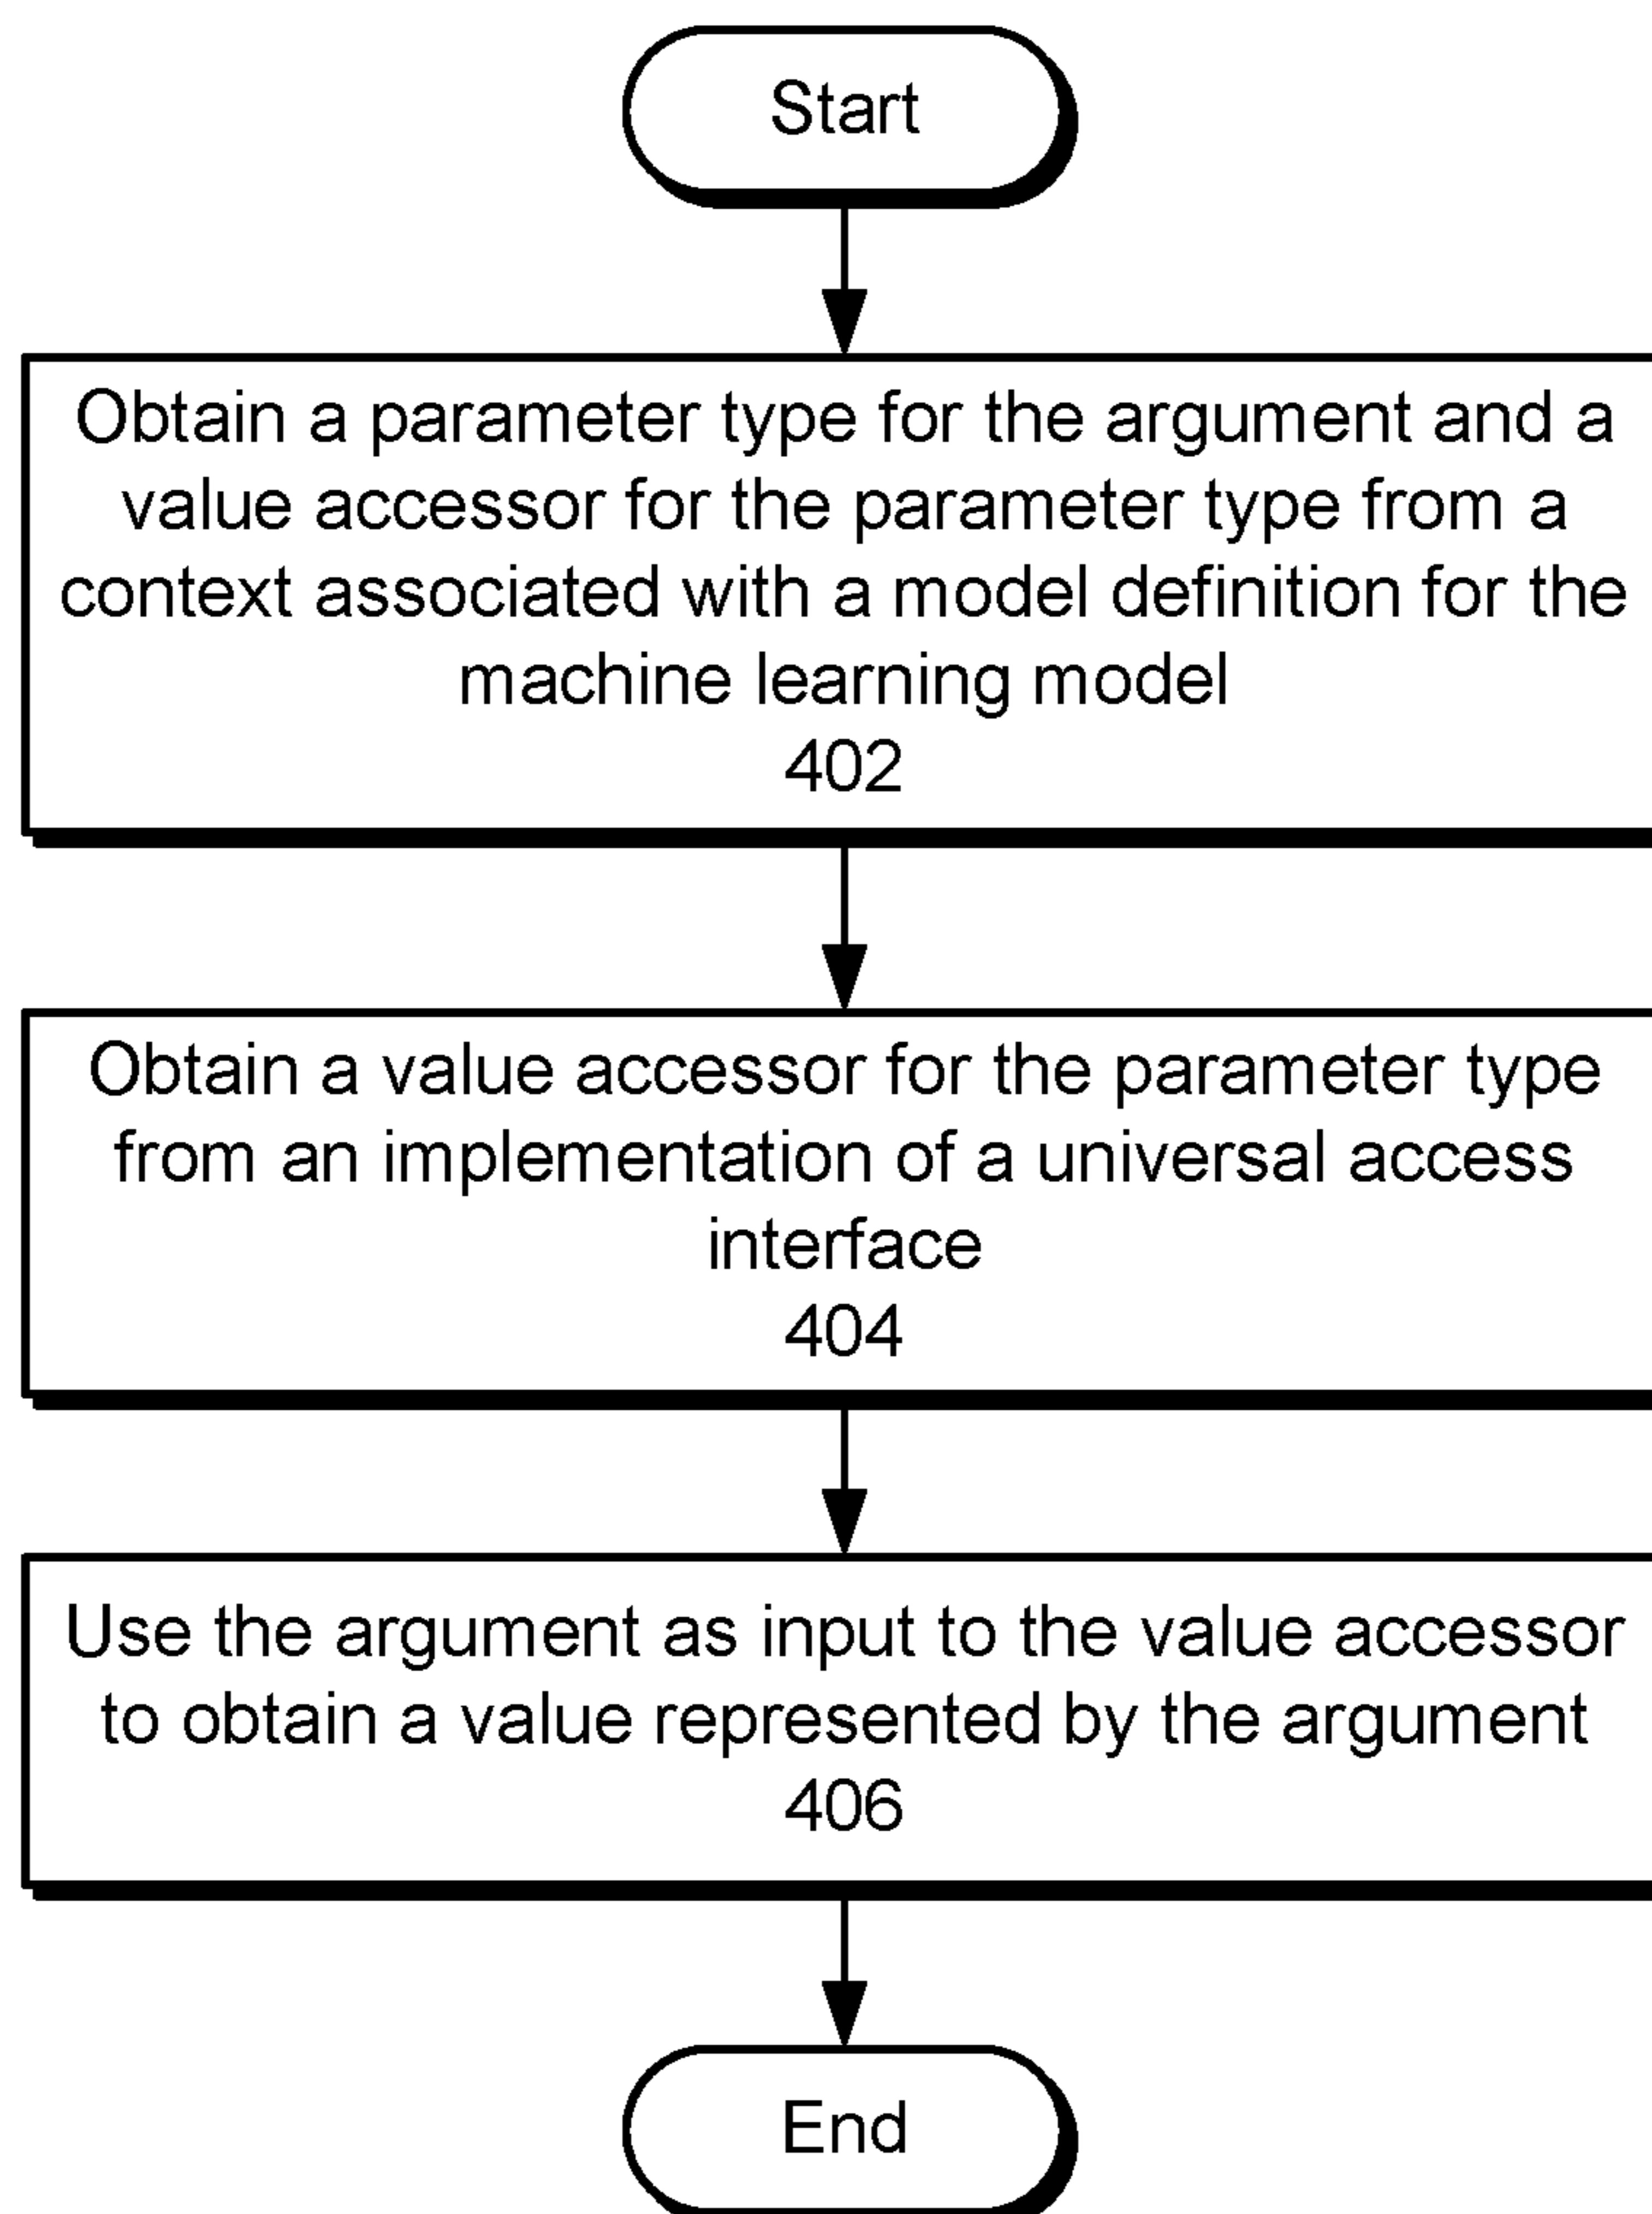 Start
Obtain a parameter type for the argument and a
value accessor for the parameter type from a
context associated with a model definition for the
machine learning model
402
Obtain a value accessor for the parameter type
from an implementation of a universal access
interface
404
Use the argument as input to the value accessor
to obtain a value represented by the argument
406
End